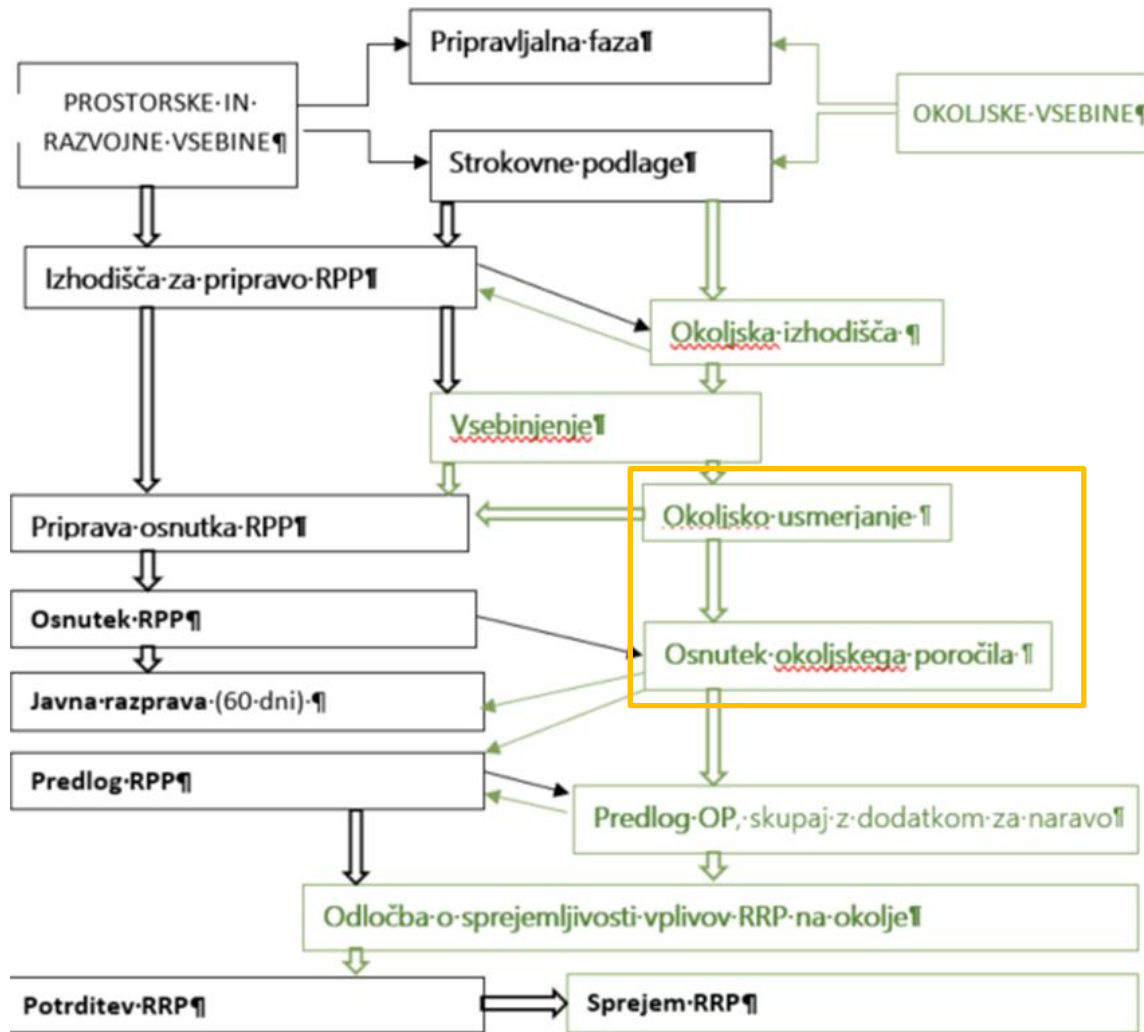 Pripravljalna·faza¶
PROSTORSKE·IN·
RAZVOJNE·VSEBINE¶
OKOLJSKE·VSEBINE¶
Strokovne·podlage¶
Izhodišča·za·pripravo·RPP¶
Okoljska·izhodišča·¶
Vsebinjenje¶
Okoljsko·usmerjanje·¶
Priprava·osnutka·RPP¶
Osnutek·RPP¶
Osnutek·okoljskega·poročila·¶
Javna·razprava·(60·dni)·¶
Predlog·RPP¶
Predlog·OP,·skupaj·z·dodatkom·za·naravo¶
Odločba·o·sprejemljivosti·vplivov·RRP·na·okolje¶
Potrditev·RRP¶
Sprejem·RRP¶